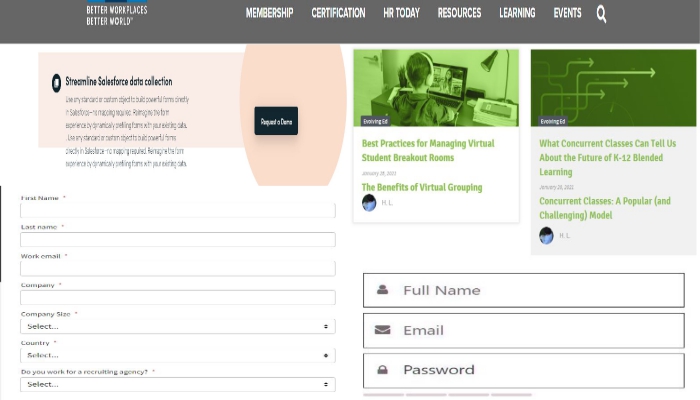 BETTER WORKPLACES
BETTER WORLD
MEMBERSHIP CERTIFICATION HR TODAY RESOURCES LEARNING EVENTS
Streamline Salesforce data collection
Use any standard or custom object to build powerful forms directly
in Salesforce-no mapping required. Reimagine the form
experience by dynamically prefilling forms with your existing data.
Use any standard or custom object to build powerful forms
directly in Salesforce -no mapping required. Reimagine the form
experience by dynamically prefilling forms with your existing data.
Request a Demo
Evolving Ed
Best Practices for Managing Virtual
Student Breakout Rooms
January 28, 2021
The Benefits of Virtual Grouping
H. L.
Evolving Ed
What Concurrent Classes Can Tell Us
About the Future of K-12 Blended
Learning
January 28, 2021
Concurrent Classes: A Popular (and
Challenging) Model
H. L.
First Name *
Last name *
Work email *
Company *
Company Size *
Select...
Country *
Select...
Do you work for a recruiting agency? *
Select...
Full Name
Email
Password